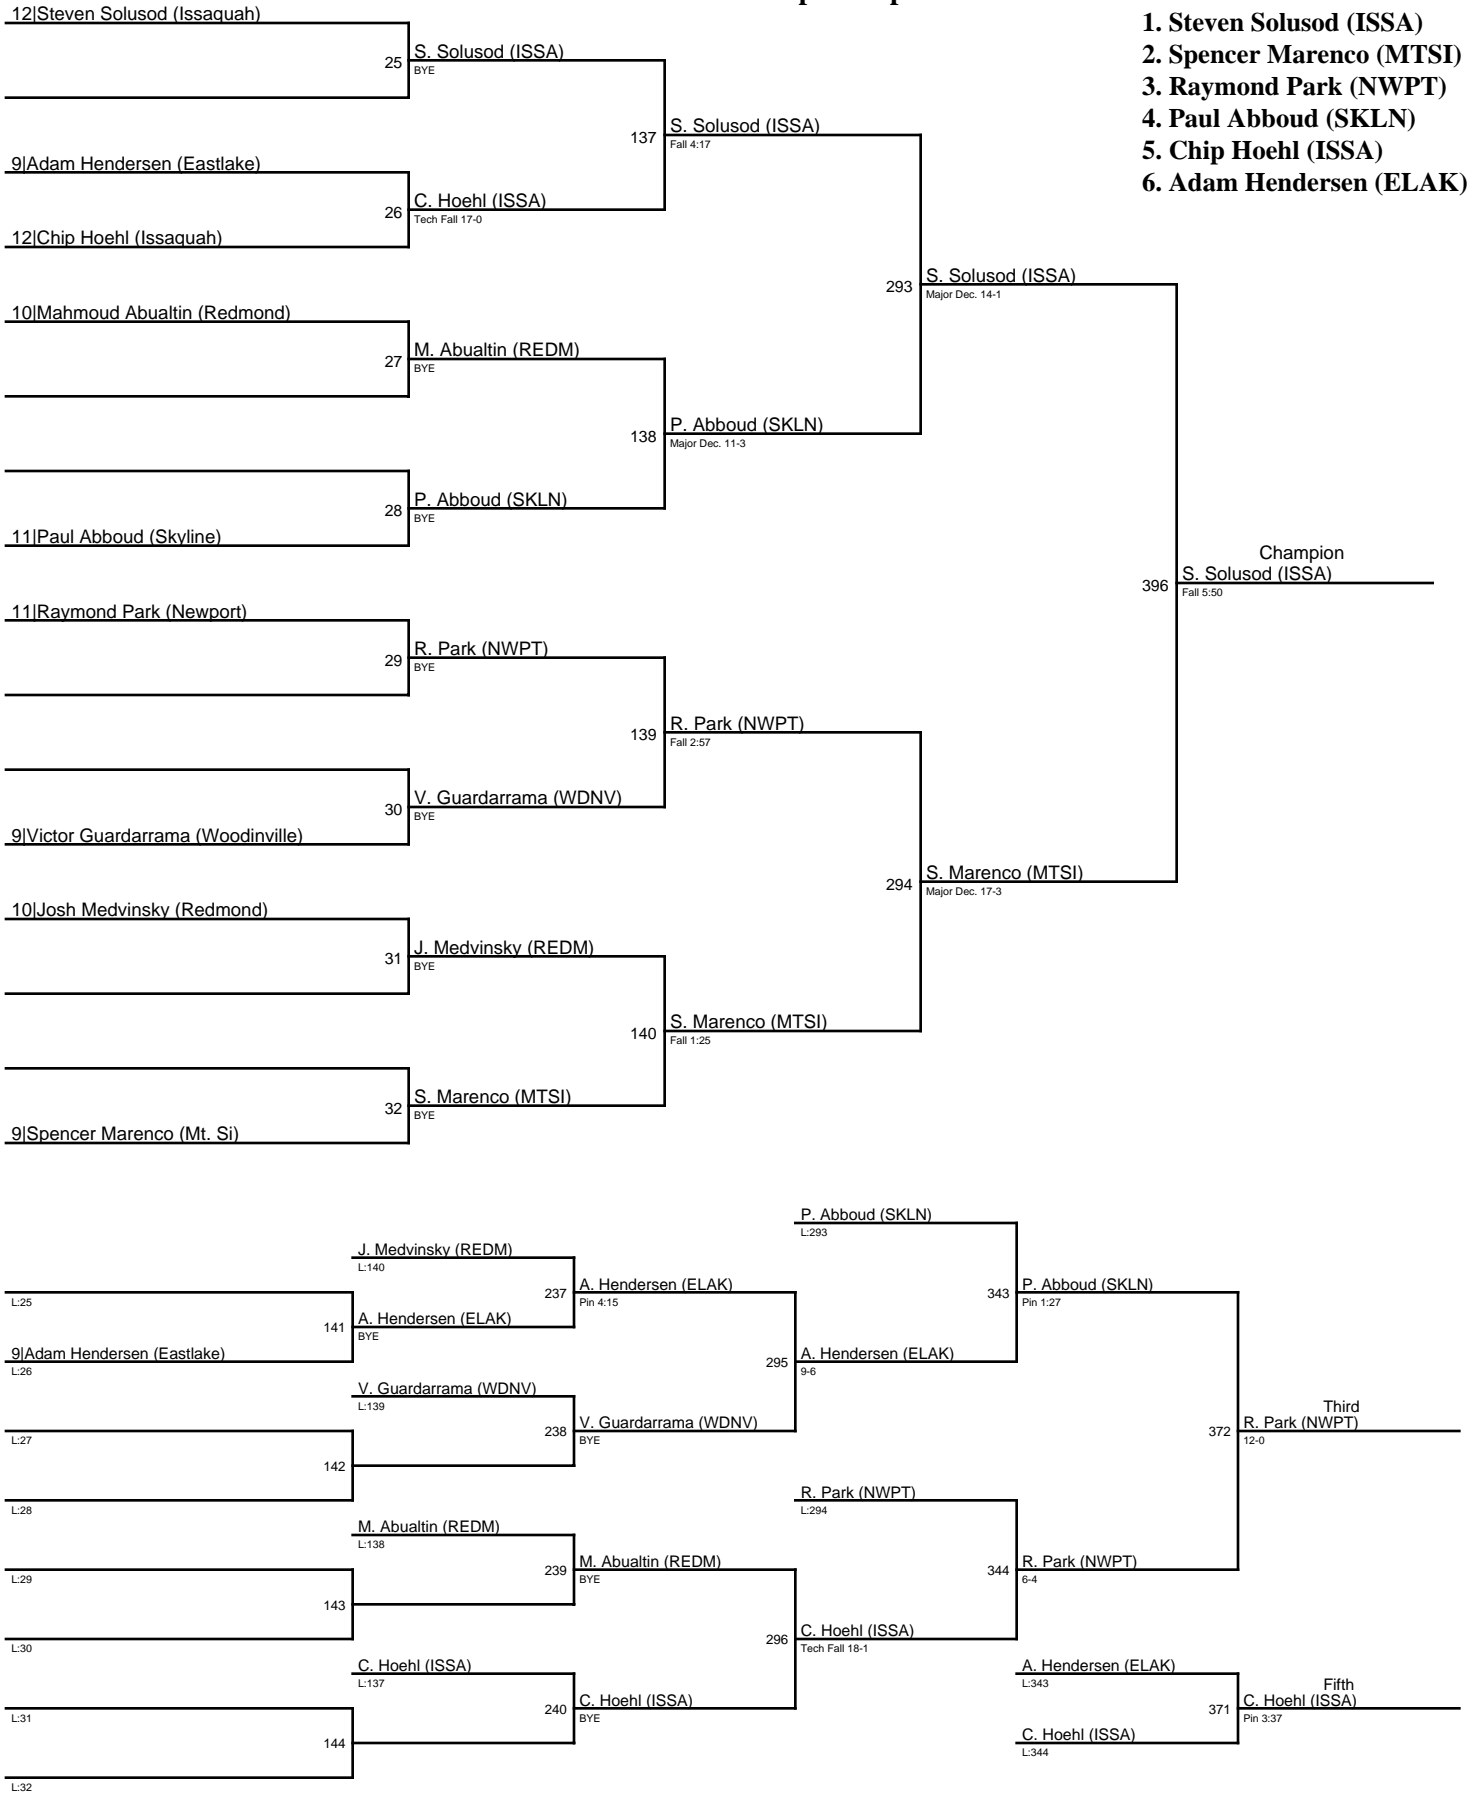 1. Steven Solusod (ISSA)
2. Spencer Marenco (MTSI)
3. Raymond Park (NWPT)
4. Paul Abboud (SKLN)
5. Chip Hoehl (ISSA)
6. Adam Hendersen (ELAK)
12|Steven Solusod (Issaquah)
25
S. Solusod (ISSA)
BYE
9|Adam Hendersen (Eastlake)
26
C. Hoehl (ISSA)
Tech Fall 17-0
12|Chip Hoehl (Issaquah)
137
S. Solusod (ISSA)
Fall 4:17
10|Mahmoud Abualtin (Redmond)
27
M. Abualtin (REDM)
BYE
28
P. Abboud (SKLN)
BYE
11|Paul Abboud (Skyline)
138
P. Abboud (SKLN)
Major Dec. 11-3
293
S. Solusod (ISSA)
Major Dec. 14-1
11|Raymond Park (Newport)
29
R. Park (NWPT)
BYE
30
V. Guardarrama (WDNV)
BYE
9|Victor Guardarrama (Woodinville)
139
R. Park (NWPT)
Fall 2:57
10|Josh Medvinsky (Redmond)
31
J. Medvinsky (REDM)
BYE
32
S. Marenco (MTSI)
BYE
9|Spencer Marenco (Mt. Si)
140
S. Marenco (MTSI)
Fall 1:25
294
S. Marenco (MTSI)
Major Dec. 17-3
Champion
396
S. Solusod (ISSA)
Fall 5:50
L:25
9|Adam Hendersen (Eastlake)
L:26
141
J. Medvinsky (REDM)
L:140
A. Hendersen (ELAK)
BYE
237
A. Hendersen (ELAK)
Pin 4:15
L:27
L:28
142
V. Guardarrama (WDNV)
L:139
238
V. Guardarrama (WDNV)
BYE
295
A. Hendersen (ELAK)
9-6
P. Abboud (SKLN)
L:293
343
P. Abboud (SKLN)
Pin 1:27
L:29
L:30
143
M. Abualtin (REDM)
L:138
239
M. Abualtin (REDM)
BYE
L:31
L:32
144
C. Hoehl (ISSA)
L:137
240
C. Hoehl (ISSA)
BYE
296
C. Hoehl (ISSA)
Tech Fall 18-1
R. Park (NWPT)
L:294
344
R. Park (NWPT)
6-4
Third
372
R. Park (NWPT)
12-0
A. Hendersen (ELAK)
L:343
C. Hoehl (ISSA)
L:344
Fifth
371
C. Hoehl (ISSA)
Pin 3:37